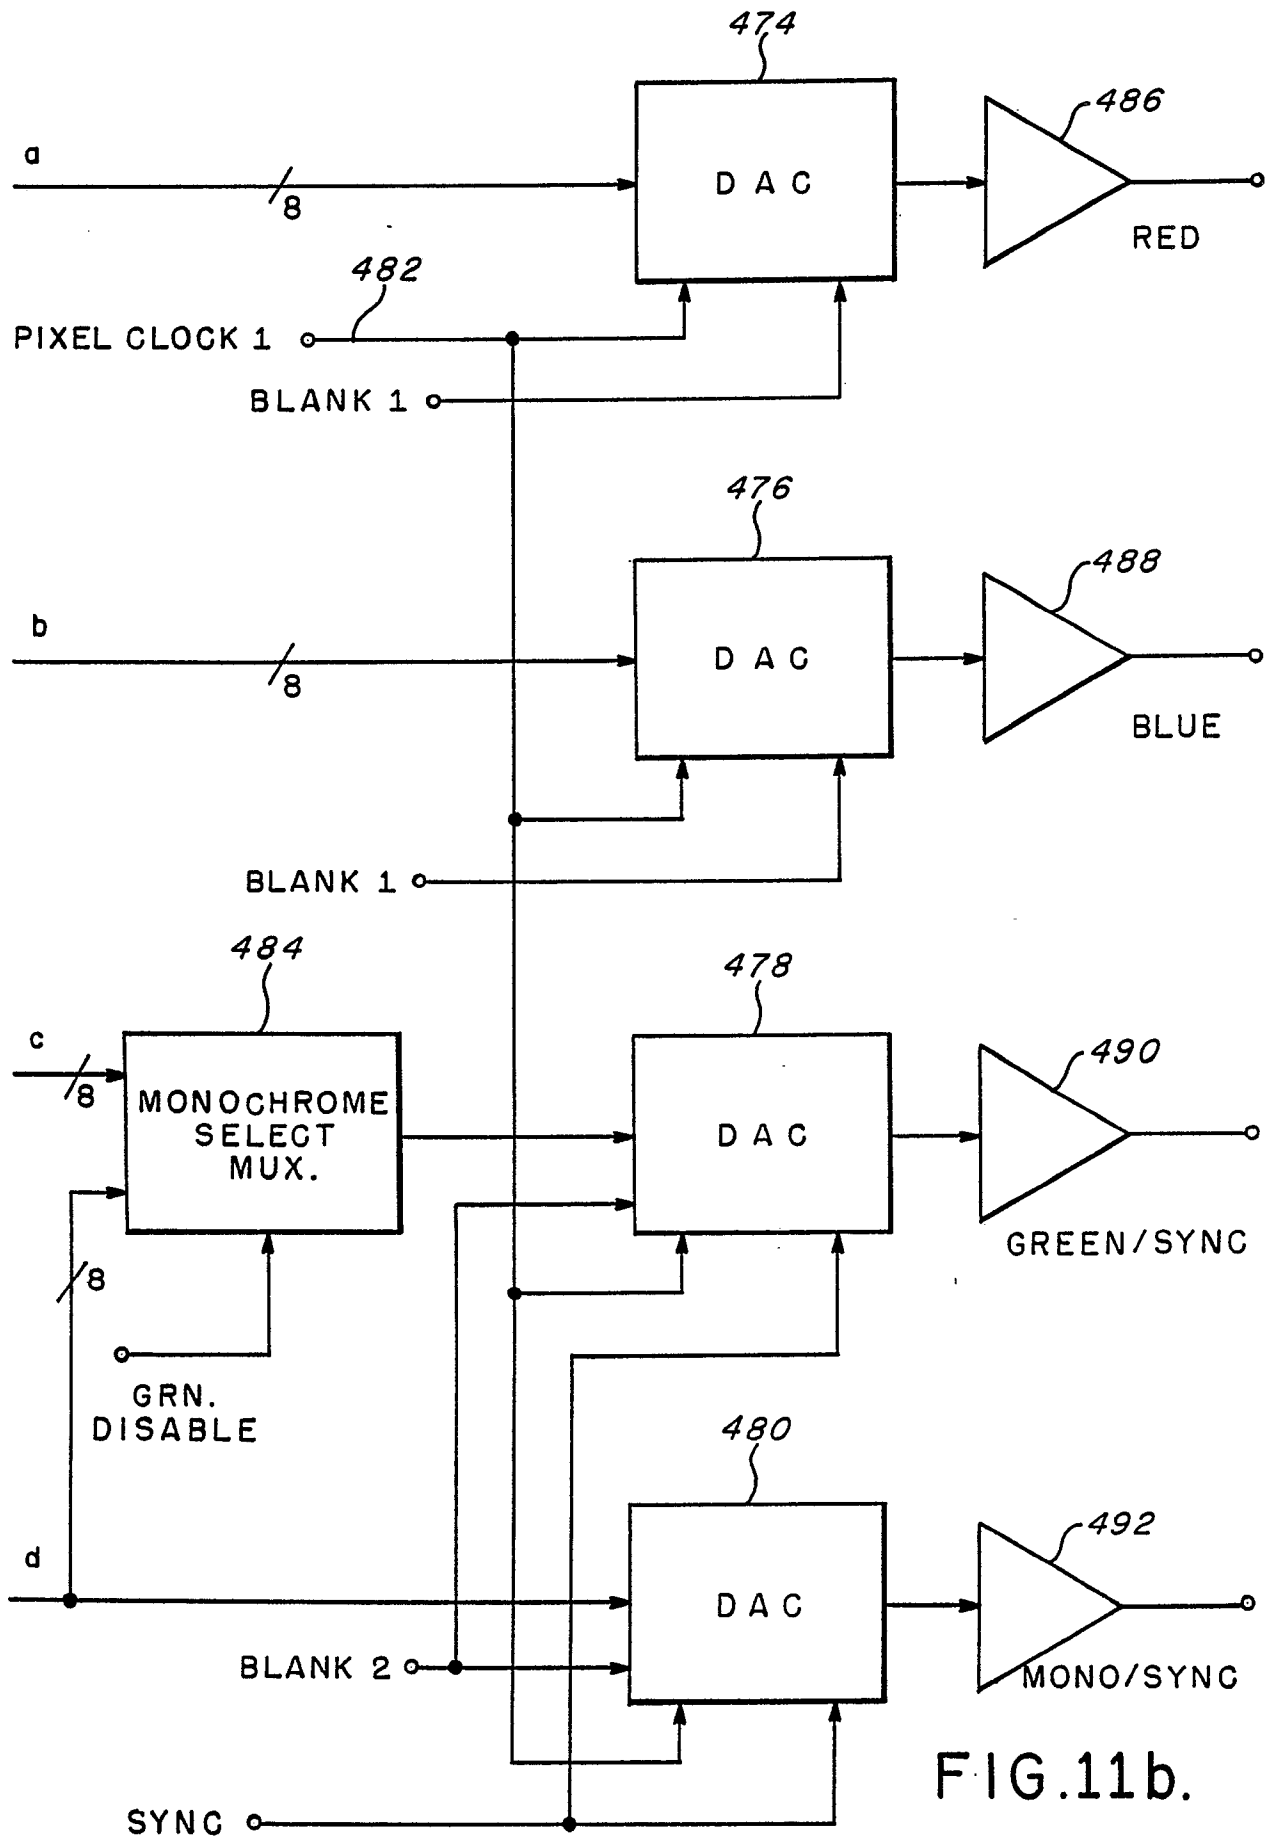 474
486
a
DAC
8
RED
482
PIXEL CLOCK 1
BLANK 1
476
488
b
DAC
8
BLUE
BLANK 1
484
478
490
c
8
MONOCHROME
SELECT
MUX.
DAC
GREEN/SYNC
8
GRN.
DISABLE
480
492
d
DAC
BLANK 2
MONO/SYNC
FIG.11b.
SYNC